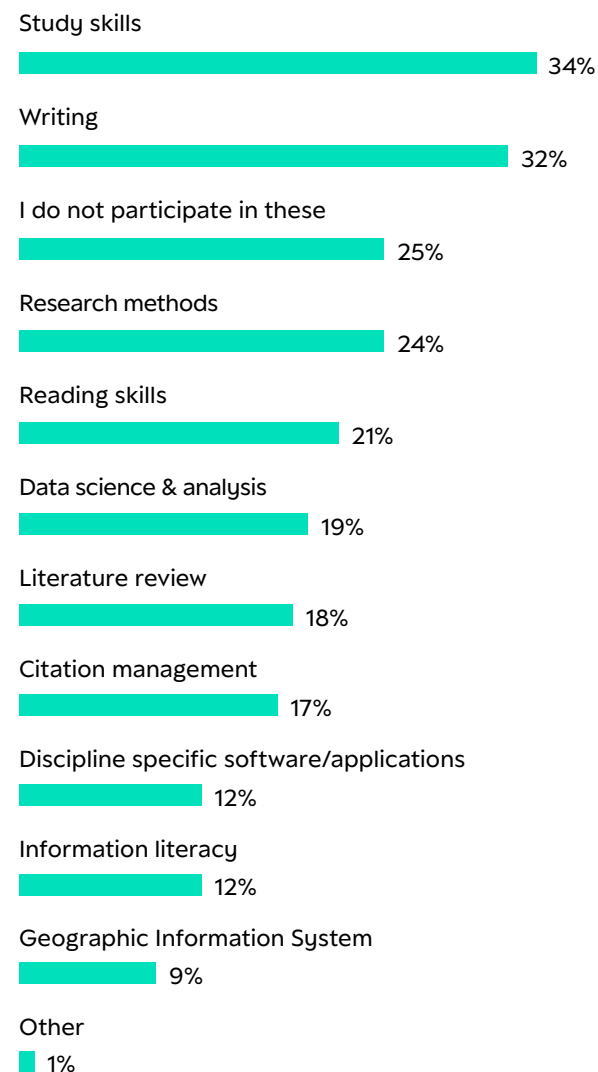 Study skills
34%
Writing
32%
I do not participate in these
25%
Research methods
24%
Reading skills
21%
Data science & analysis
19%
Literature review
18%
Citation management
17%
Discipline specific software/applications
12%
Information literacy
12%
Geographic Information System
9%
Other
1%